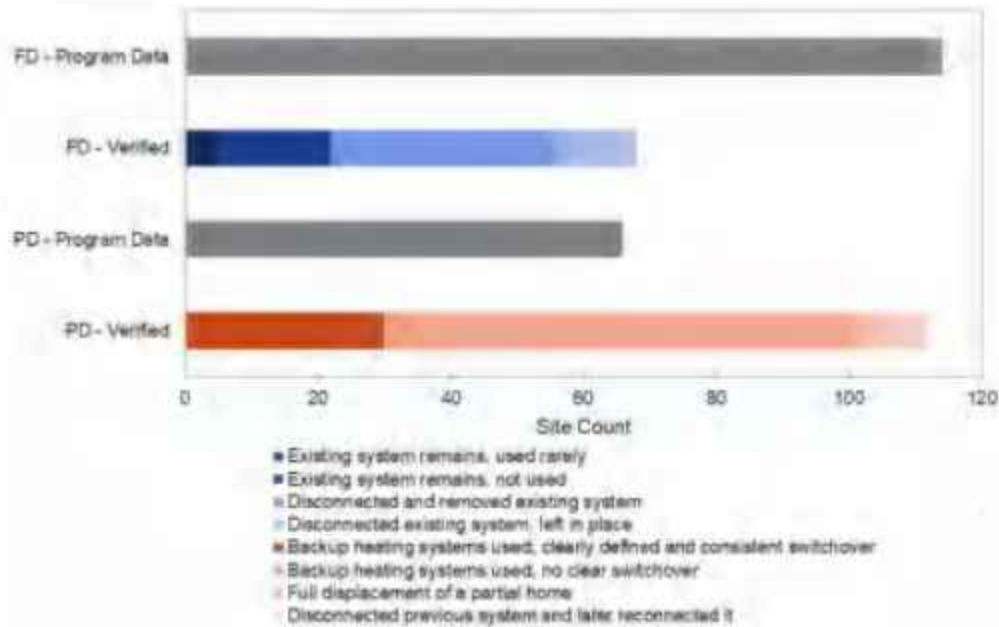 FD - Program Data
FD - Verified
PD - Program Data
PD - Verified
0 20 40 60 80 100 120
Site Count
Existing system remains, used rarely
Existing system remains, not used
Disconnected and removed existing system
Disconnected existing system, left in place
Backup heating systems used, clearly defined and consistent switchover
Backup heating systems used, no clear switchover
Full displacement of a partial home
Disconnected previous system and later reconnected it